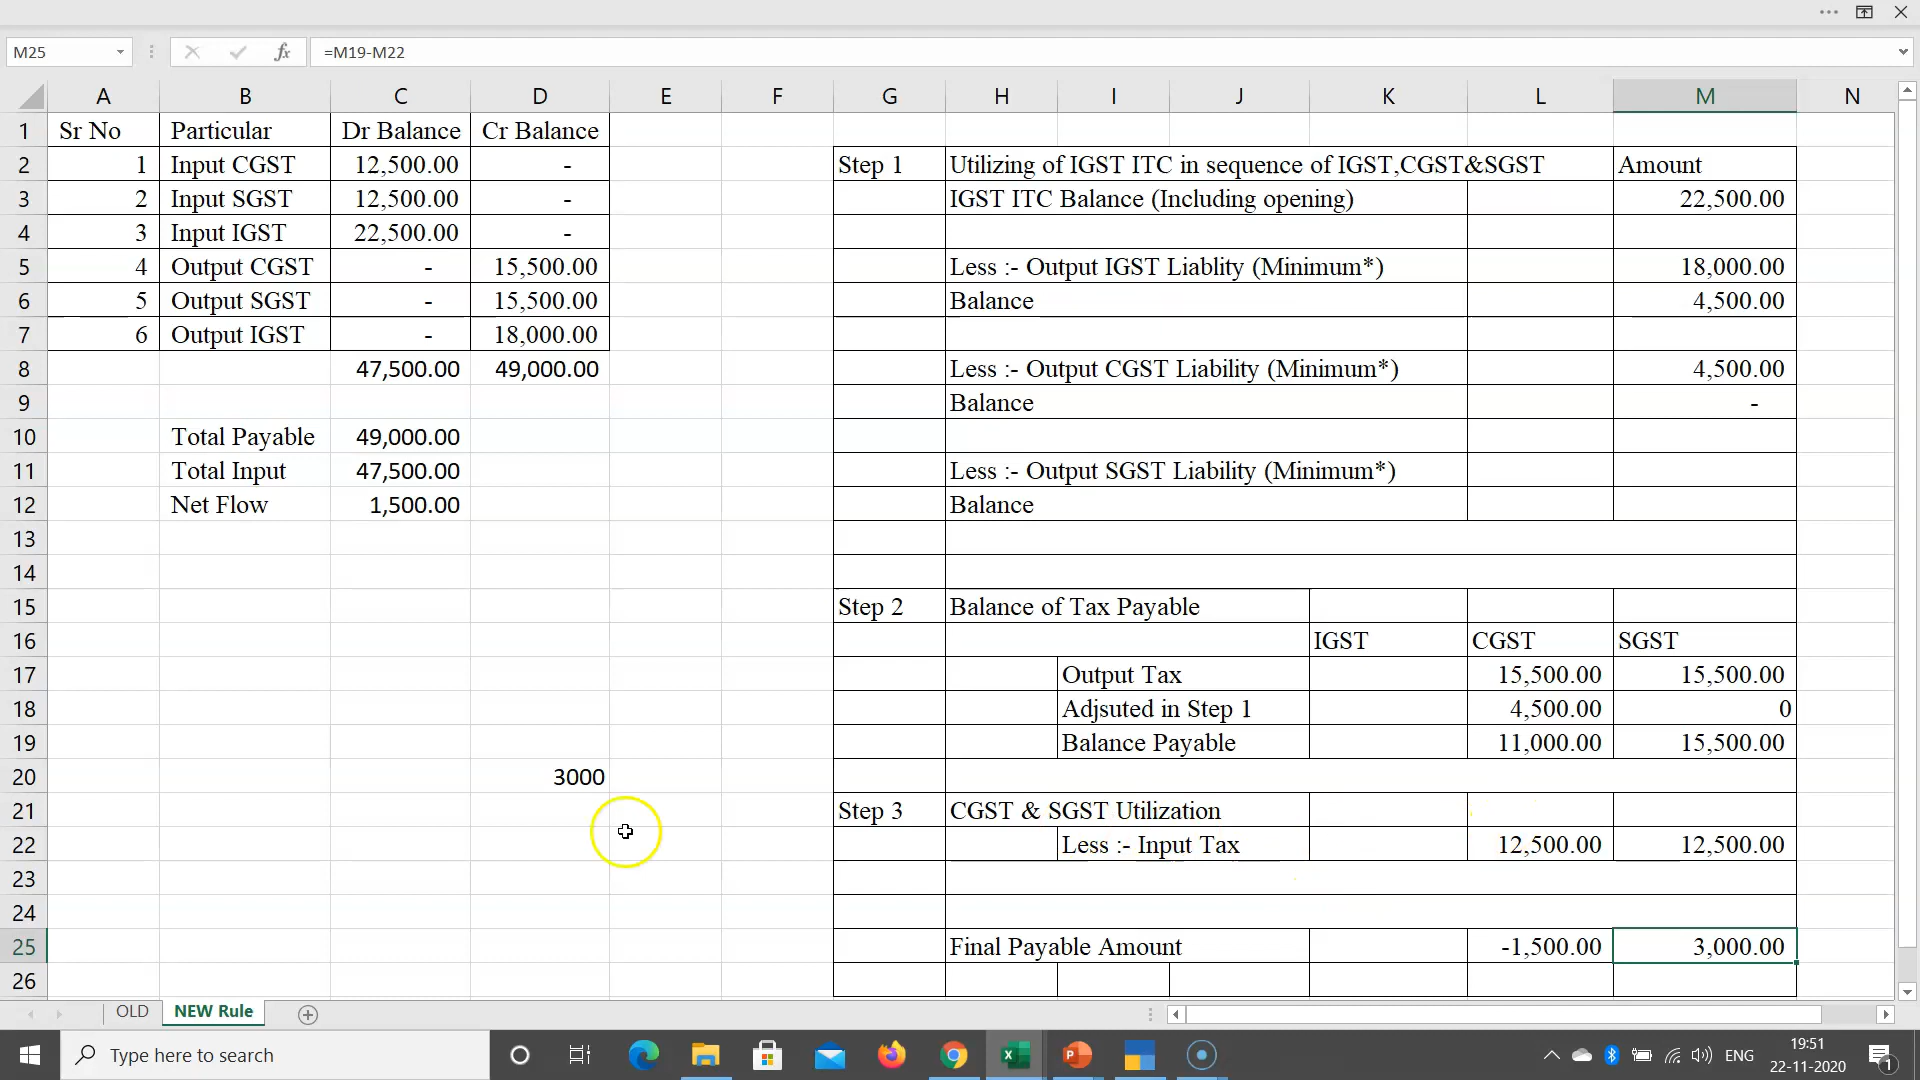 M25 fx =M19-M22
A B C D E F G H I J K L M N
1 Sr No Particular Dr Balance Cr Balance
2 1 Input CGST 12,500.00 - Step 1 Utilizing of IGST ITC in sequence of IGST,CGST&SGST Amount
3 2 Input SGST 12,500.00 - IGST ITC Balance (Including opening) 22,500.00
4 3 Input IGST 22,500.00 -
5 4 Output CGST - 15,500.00 Less :- Output IGST Liablity (Minimum*) 18,000.00
6 5 Output SGST - 15,500.00 Balance 4,500.00
7 6 Output IGST - 18,000.00
8 47,500.00 49,000.00 Less :- Output CGST Liability (Minimum*) 4,500.00
9 Balance -
10 Total Payable 49,000.00
11 Total Input 47,500.00 Less :- Output SGST Liability (Minimum*)
12 Net Flow 1,500.00 Balance
13
14
15 Step 2 Balance of Tax Payable
16 IGST CGST SGST
17 Output Tax 15,500.00 15,500.00
18 Adjsuted in Step 1 4,500.00 0
19 Balance Payable 11,000.00 15,500.00
20 3000
21 Step 3 CGST & SGST Utilization
22 Less :- Input Tax 12,500.00 12,500.00
23
24
25 Final Payable Amount -1,500.00 3,000.00
26
OLD NEW Rule
Type here to search ENG 19:51
22-11-2020 1